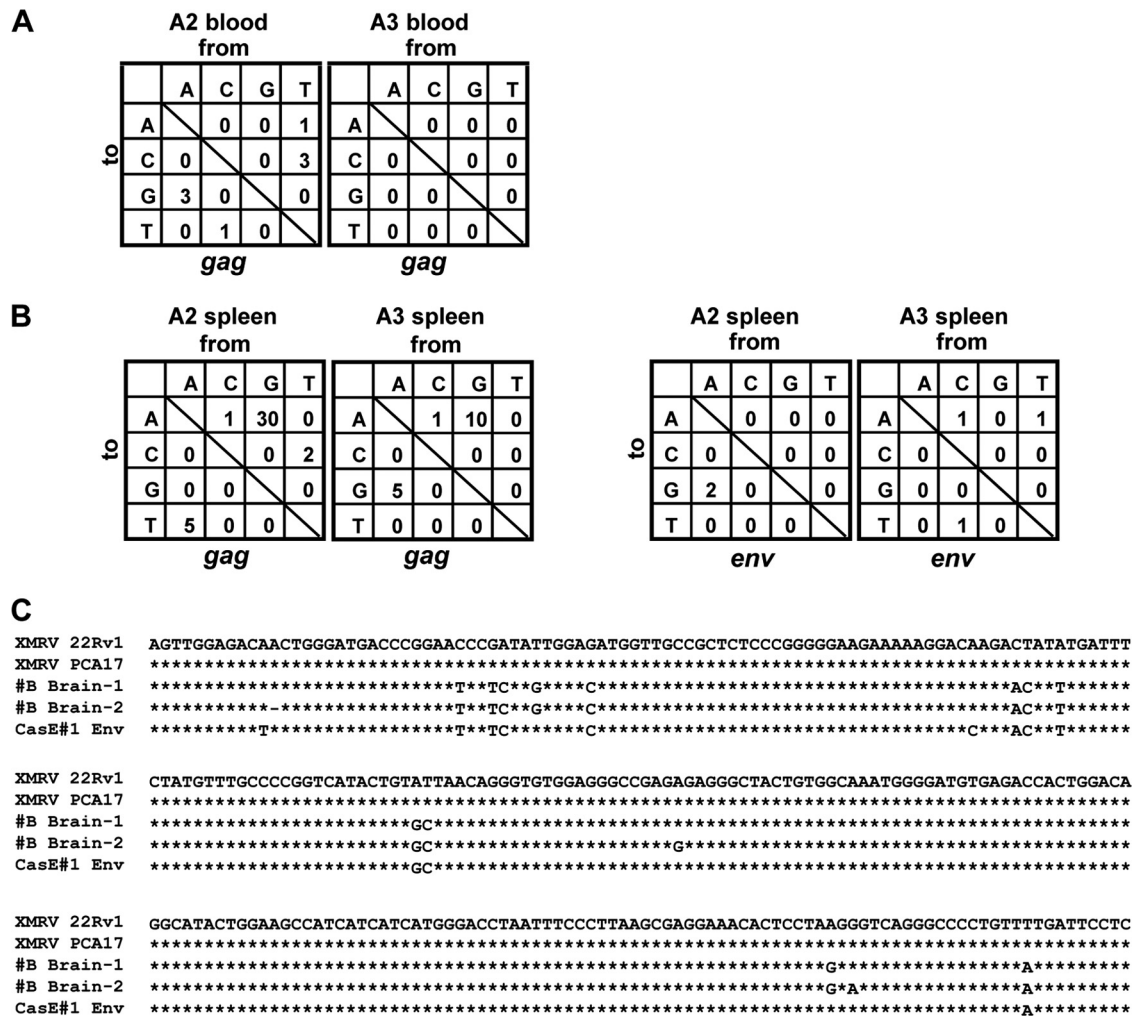 A
A2 blood
from
A3 blood
from
to
A C G T
A 0 0 1
C 0 0 3
G 3 0 0
T 0 1 0
gag
A C G T
A 0 0 0
C 0 0 0
G 0 0 0
T 0 0 0
gag
B
A2 spleen
from
A3 spleen
from
A2 spleen
from
A3 spleen
from
to
A C G T
A 1 30 0
C 0 0 2
G 0 0 0
T 5 0 0
gag
A C G T
A 1 10 0
C 0 0 0
G 5 0 0
T 0 0 0
gag
to
A C G T
A 0 0 0
C 0 0 0
G 2 0 0
T 0 0 0
env
A C G T
A 1 0 1
C 0 0 0
G 0 0 0
T 0 1 0
env
C
XMRV 22Rv1 AGTTGGAGACAACTGGGATGACCCGGAACCCGATATTGGAGATGGTTGCCGCTCTCCCGGGGGAAGAAAAAGGACAAGACTATATGATTT
XMRV PCA17 ******************************************************************************************
#B Brain-1 ****************************T**TC**G****C**************************************AC**T******
#B Brain-2 ***********-****************T**TC**G****C**************************************AC**T******
CasE#1 Env **********T*****************T**TC*******C**********************************C***AC**T******
XMRV 22Rv1 CTATGTTTGCCCCGGTCATACTGTATTAACAGGGTGTGGAGGGCCGAGAGAGGGCTACTGTGGCAAATGGGGATGTGAGACCACTGGACA
XMRV PCA17 ******************************************************************************************
#B Brain-1 ************************GC****************************************************************
#B Brain-2 ************************GC**********************G*****************************************
CasE#1 Env ************************GC****************************************************************
XMRV 22Rv1 GGCATACTGGAAGCCATCATCATCATGGGACCTAATTTCCCTTAAGCGAGGAAACACTCCTAAGGGTCAGGGCCCCTGTTTTGATTCCTC
XMRV PCA17 ******************************************************************************************
#B Brain-1 **************************************************************G*****************A*********
#B Brain-2 **************************************************************G*A***************A*********
CasE#1 Env ********************************************************************************A*********